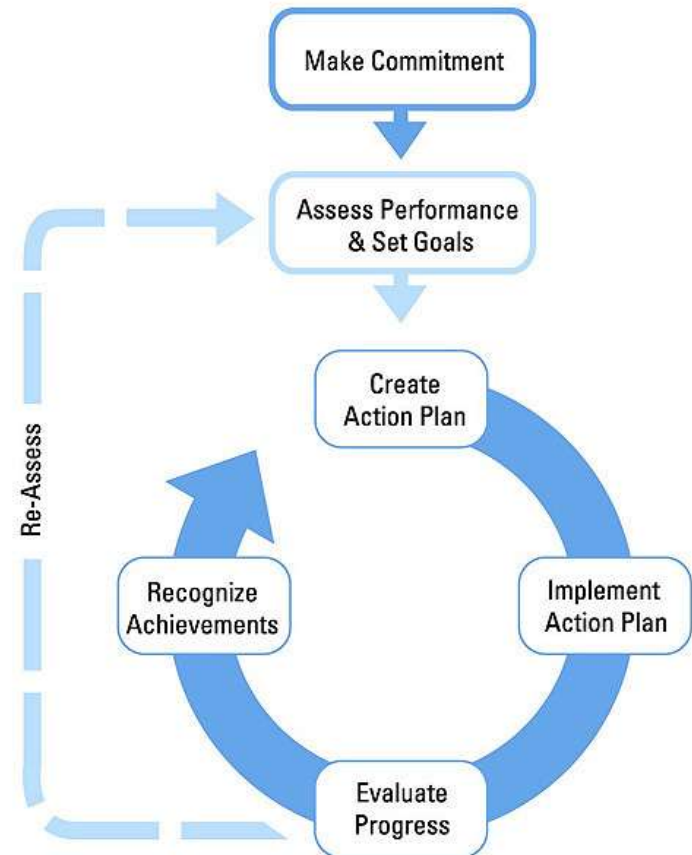 Make Commitment
Assess Performance
& Set Goals
Create
Action Plan
Re-Assess
Recognize
Achievements
Implement
Action Plan
Evaluate
Progress